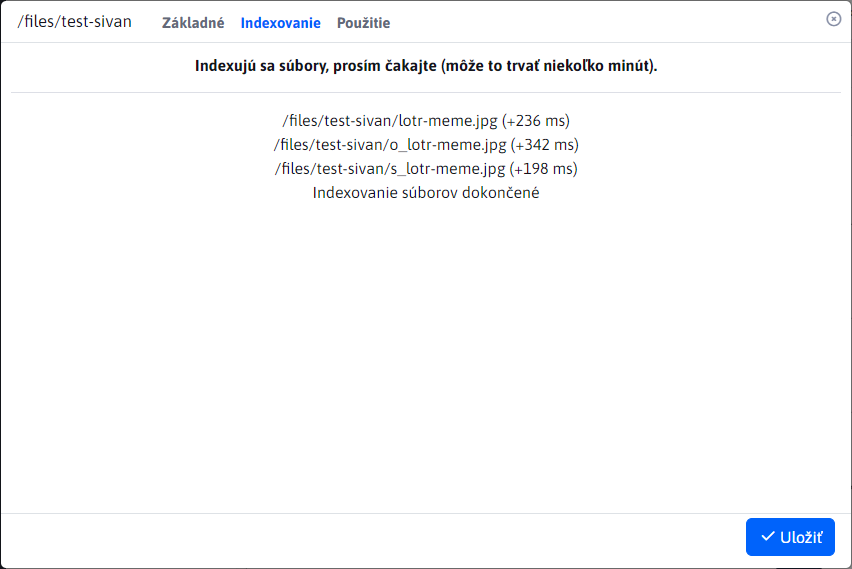 /files/test-sivan Základné Indexovanie Použitie
Indexujú sa súbory, prosím čakajte (môže to trvať niekoľko minút).
/files/test-sivan/lotr-meme.jpg (+236 ms)
/files/test-sivan/o_lotr-meme.jpg (+342 ms)
/files/test-sivan/s_lotr-meme.jpg (+198 ms)
Indexovanie súborov dokončené
Uložiť